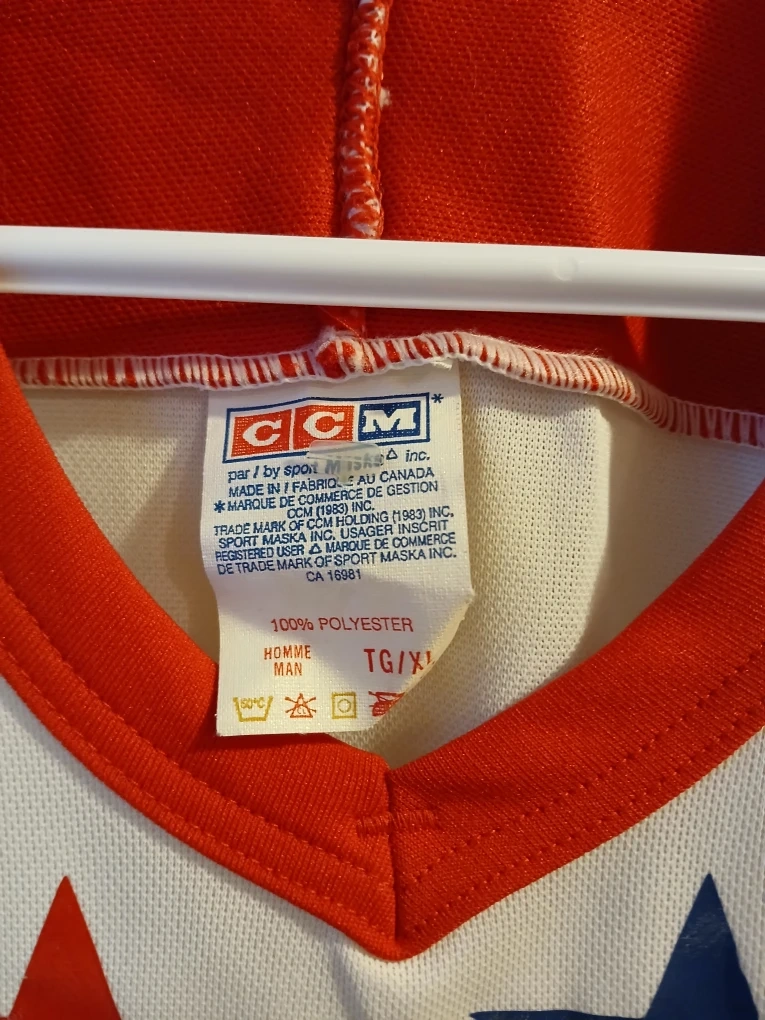 CCM*
par / by sport Maska △ inc.
MADE IN / FABRIQUÉ AU CANADA
* MARQUE DE COMMERCE DE GESTION
CCM (1983) INC.
TRADE MARK OF CCM HOLDING (1983) INC.
SPORT MASKA INC. USAGER INSCRIT
REGISTERED USER △ MARQUE DE COMMERCE
DE TRADE MARK OF SPORT MASKA INC.
CA 16981
100% POLYESTER
HOMME
MAN
TG/XL
50°C CL